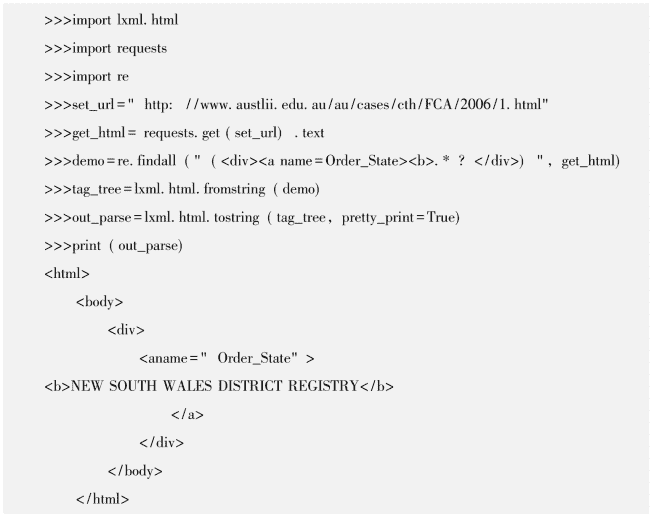 >>>import lxml. html
>>>import requests
>>>import re
>>>set_url=" http: //www. austlii. edu. au/au/cases/cth/FCA/2006/1. html"
>>>get_html= requests. get ( set_url) . text
>>>demo=re. findall ( " ( <div><a name=Order_State><b>. * ? </div>) ", get_html)
>>>tag_tree=lxml. html. fromstring ( demo)
>>>out_parse=lxml. html. tostring ( tag_tree, pretty_print=True)
>>>print ( out_parse)
<html>
<body>
<div>
<aname=" Order_State" >
<b>NEW SOUTH WALES DISTRICT REGISTRY</b>
</a>
</div>
</body>
</html>